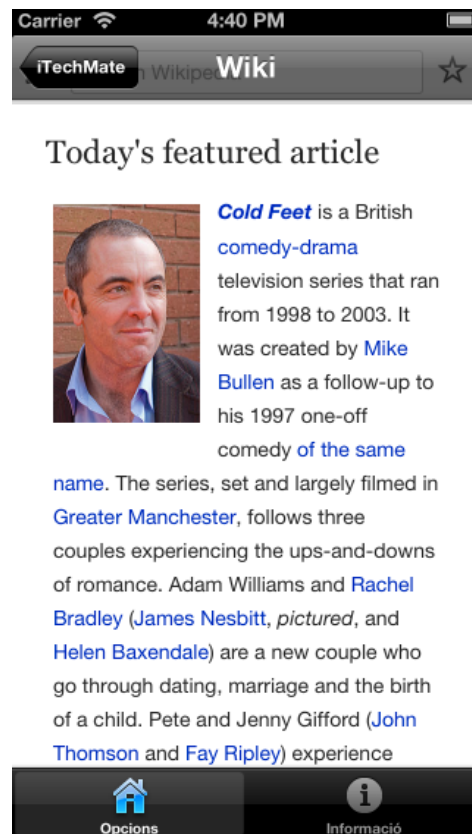 Carrier 4:40 PM
iTechMate Wikipedia Wiki
Today's featured article
Cold Feet is a British
comedy-drama
television series that ran
from 1998 to 2003. It
was created by Mike
Bullen as a follow-up to
his 1997 one-off
comedy of the same
name. The series, set and largely filmed in
Greater Manchester, follows three
couples experiencing the ups-and-downs
of romance. Adam Williams and Rachel
Bradley (James Nesbitt, pictured, and
Helen Baxendale) are a new couple who
go through dating, marriage and the birth
of a child. Pete and Jenny Gifford (John
Thomson and Fay Ripley) experience
Opcions Informació